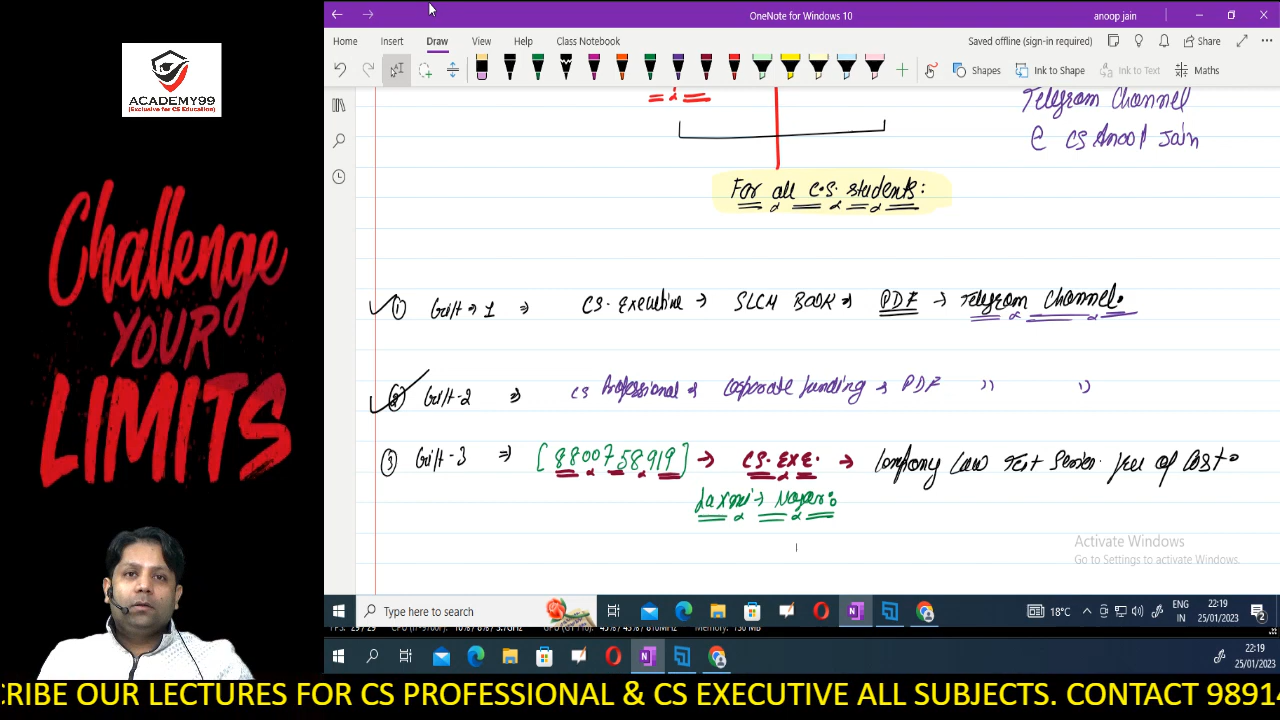 ACADEMY99
(Exclusive for CS Education)
Challenge
YOUR
LIMITS
OneNote for Windows 10
anoop jain
Home Insert Draw View Help Class Notebook
Saved offline (sign-in required)
Share
Shapes Ink to Shape Ink to Text Maths
Telegram Channel
@ CS Anoop Jain
For all C.S. students:
① Gift → 1 ⇒ CS. Executive → SLCM BOOK → PDF → Telegram Channel.
② Gift-2 ⇒ CS Professional → Corporate funding → PDF " "
③ Gift-3 ⇒ [8800758919] → CS. EXE. → Company Law Test Series. free of Cost.
Laxmi → Nagar:
Activate Windows
Go to Settings to activate Windows.
Type here to search
18°C
ENG
IN
22:19
25/01/2023
22:19
25/01/2023
CRIBE OUR LECTURES FOR CS PROFESSIONAL & CS EXECUTIVE ALL SUBJECTS. CONTACT 9891